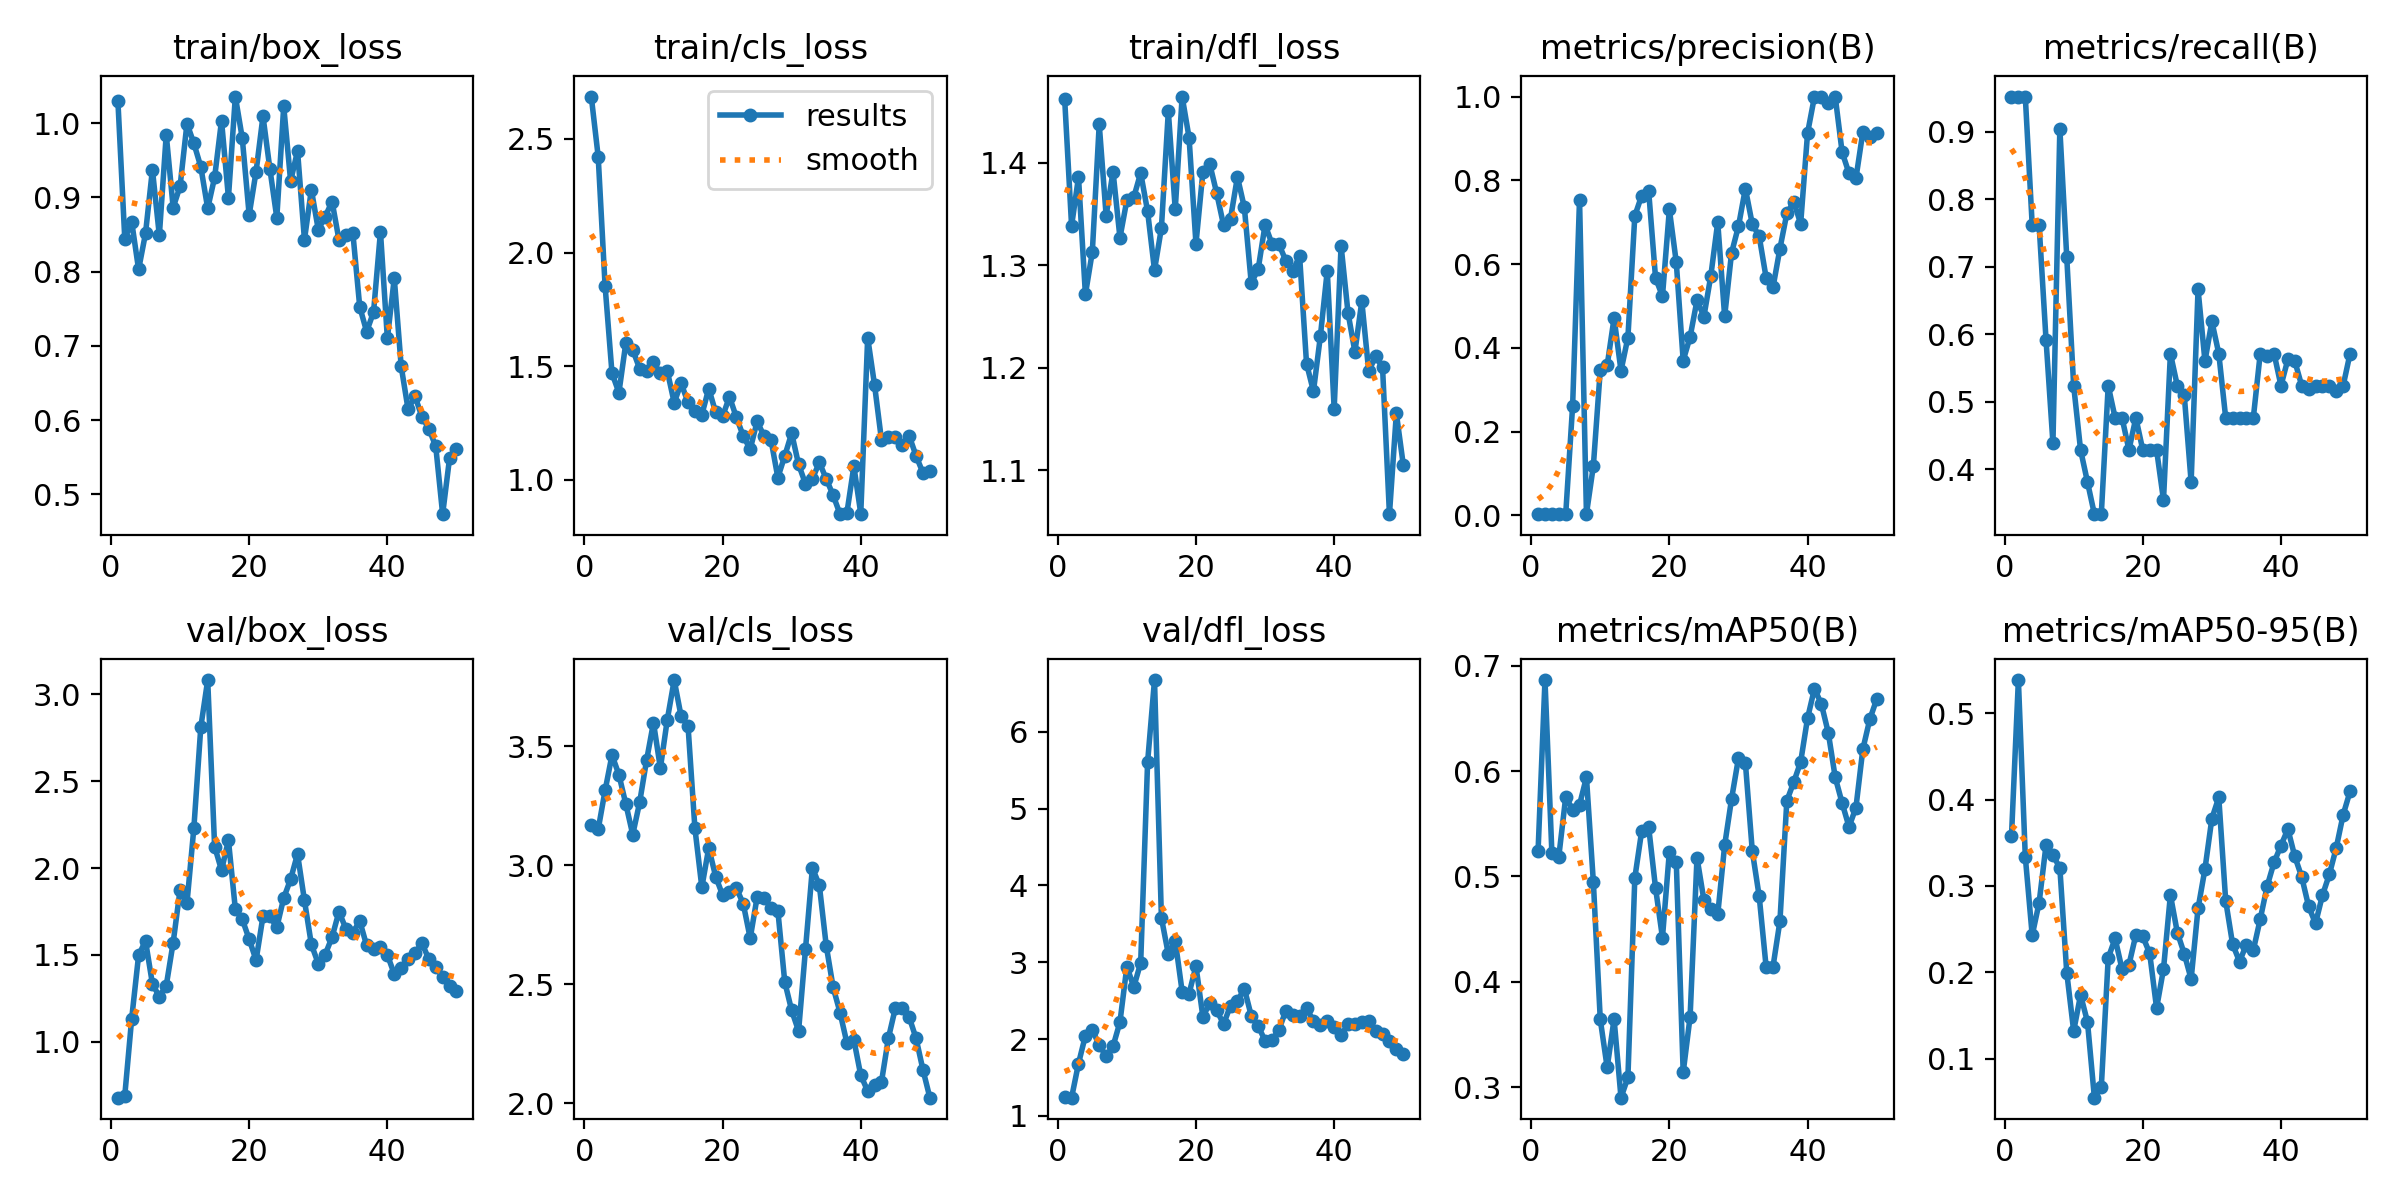 train/box_loss
train/cls_loss
train/dfl_loss
metrics/precision(B)
metrics/recall(B)
1.0
0.9
0.8
0.7
0.6
0.5
0 20 40
results
smooth
2.5
2.0
1.5
1.0
0 20 40
1.4
1.3
1.2
1.1
0 20 40
1.0
0.8
0.6
0.4
0.2
0.0
0 20 40
0.9
0.8
0.7
0.6
0.5
0.4
0 20 40
val/box_loss
val/cls_loss
val/dfl_loss
metrics/mAP50(B)
metrics/mAP50-95(B)
3.0
2.5
2.0
1.5
1.0
0 20 40
3.5
3.0
2.5
2.0
0 20 40
6
5
4
3
2
1
0 20 40
0.7
0.6
0.5
0.4
0.3
0 20 40
0.5
0.4
0.3
0.2
0.1
0 20 40